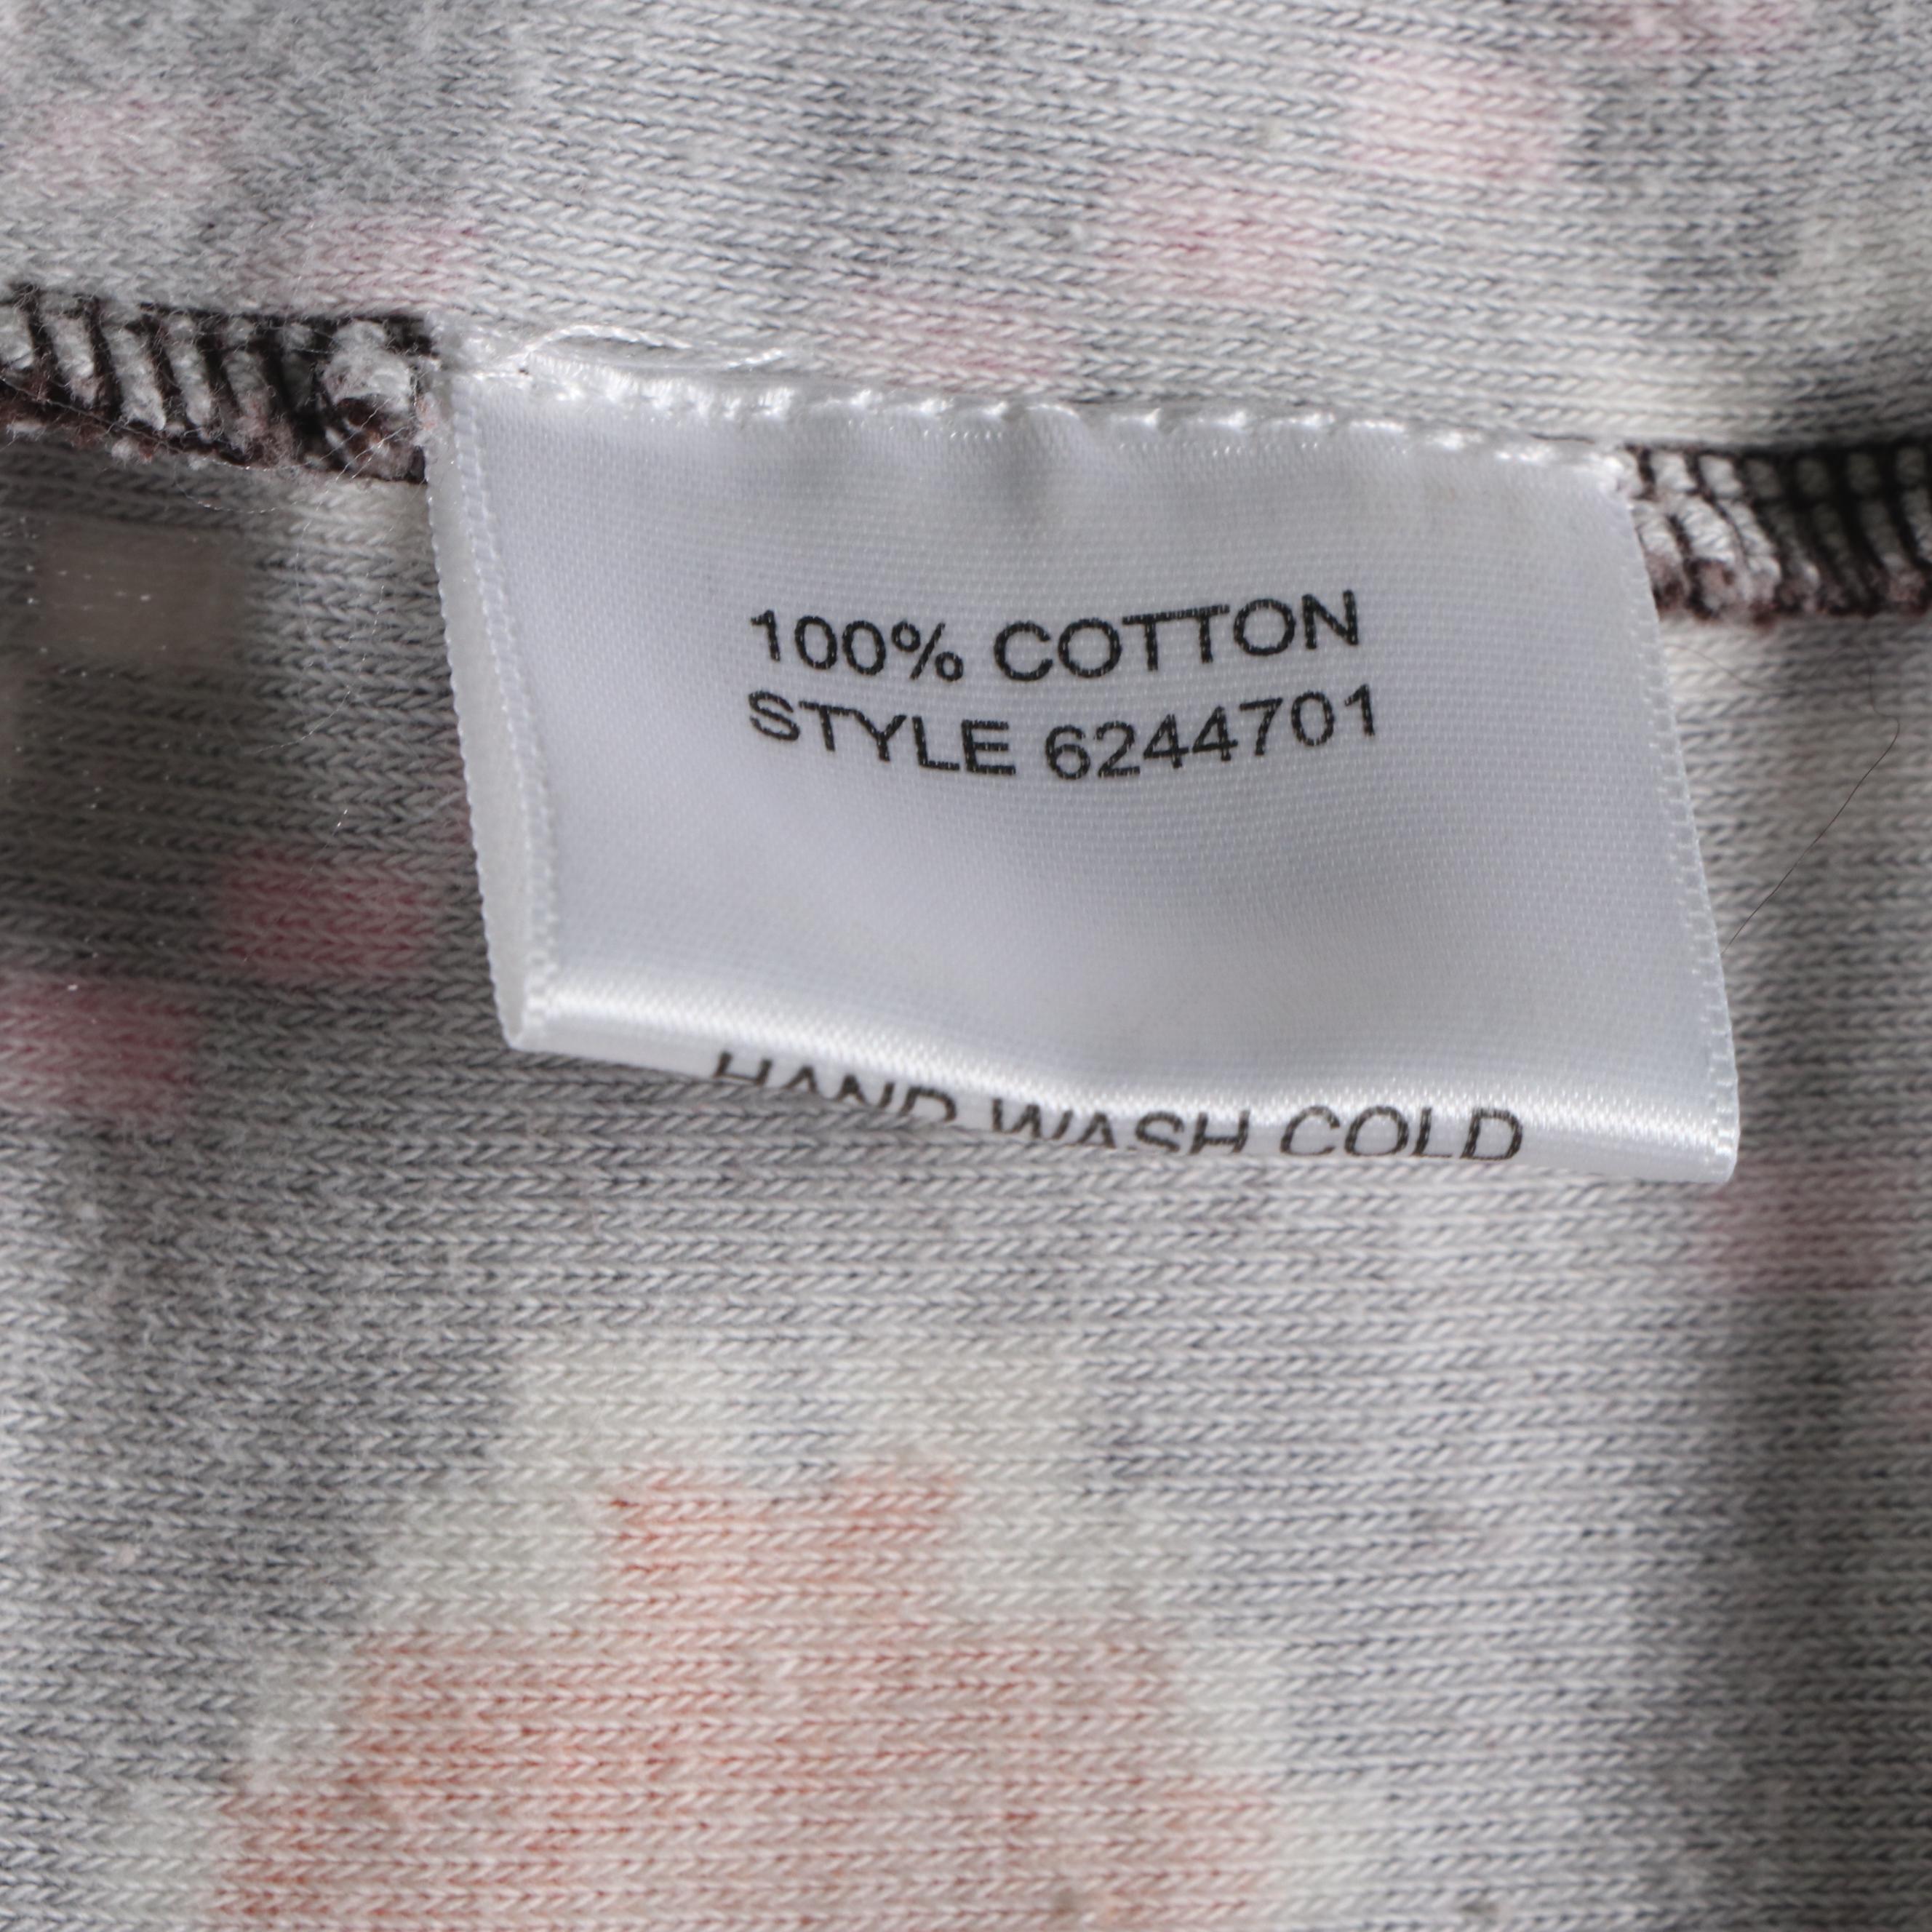 100% COTTON
STYLE 6244701
HAND WASH COLD